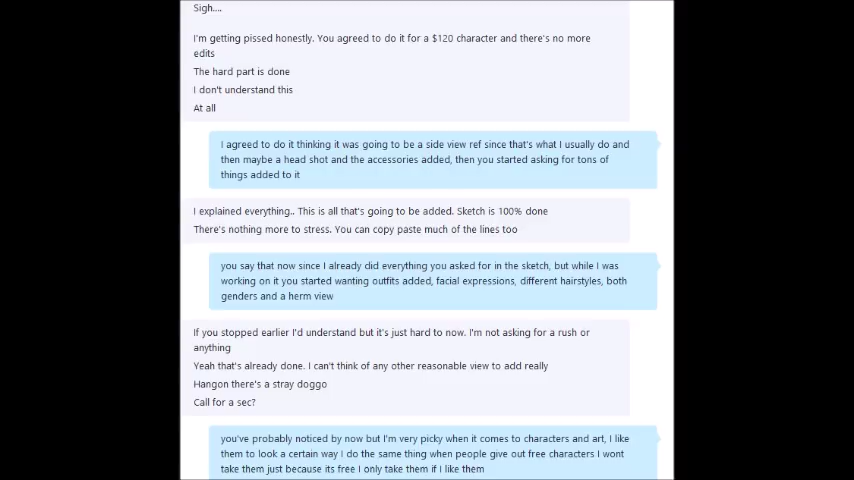 Sigh....
I'm getting pissed honestly. You agreed to do it for a $120 character and there's no more
edits
The hard part is done
I don't understand this
At all
I agreed to do it thinking it was going to be a side view ref since that's what I usually do and
then maybe a head shot and the accessories added, then you started asking for tons of
things added to it
I explained everything.. This is all that's going to be added. Sketch is 100% done
There's nothing more to stress. You can copy paste much of the lines too
you say that now since I already did everything you asked for in the sketch, but while I was
working on it you started wanting outfits added, facial expressions, different hairstyles, both
genders and a herm view
If you stopped earlier I'd understand but it's just hard to now. I'm not asking for a rush or
anything
Yeah that's already done. I can't think of any other reasonable view to add really
Hangon there's a stray doggo
Call for a sec?
you've probably noticed by now but I'm very picky when it comes to characters and art, I like
them to look a certain way I do the same thing when people give out free characters I wont
take them just because its free I only take them if I like them